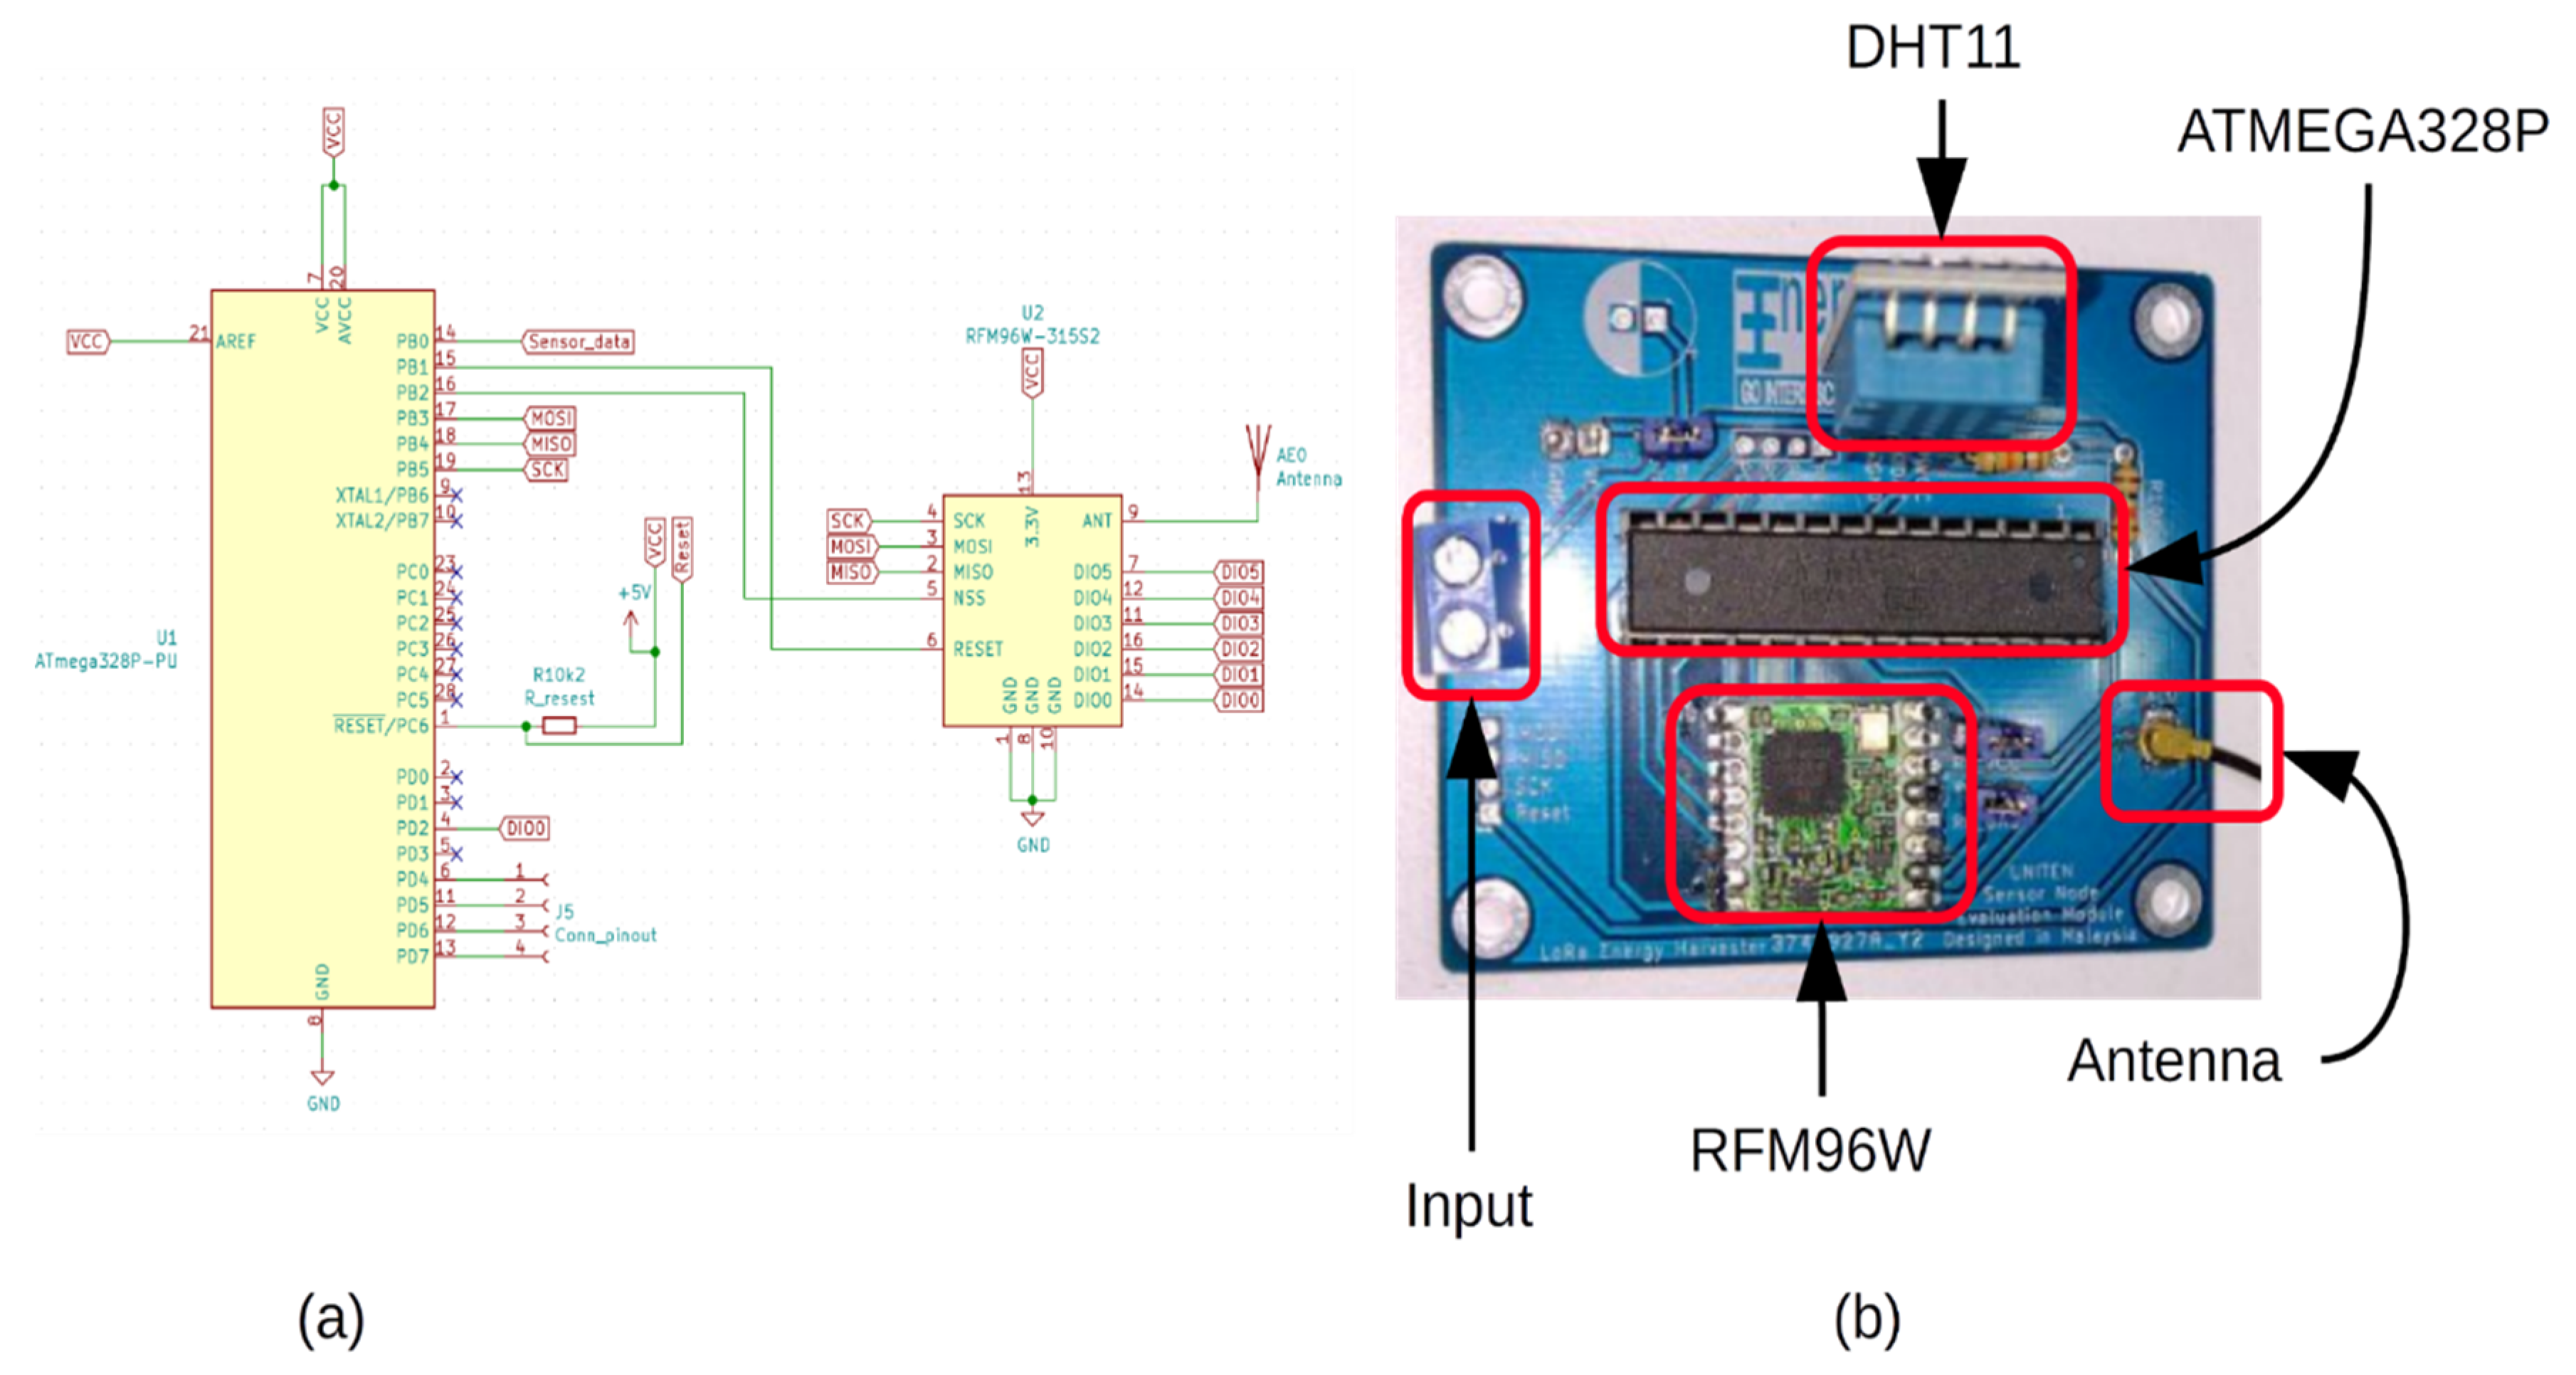 VCC
7
20
VCC
AVCC
VCC
21
AREF
PB0
14
Sensor_data
PB1
15
PB2
16
PB3
17
MOSI
PB4
18
MISO
PB5
19
SCK
XTAL1/PB6
9
XTAL2/PB7
10
PC0
23
PC1
24
PC2
25
PC3
26
PC4
27
PC5
28
RESET/PC6
1
PD0
2
PD1
3
PD2
4
DIO0
PD3
5
PD4
6
1
PD5
11
2
PD6
12
3
PD7
13
4
J5
Conn_pinout
U1
ATmega328P-PU
GND
8
GND
VCC
Reset
+5V
R10k2
R_resest
U2
RFM96W-315S2
VCC
13
3.3V
SCK
4
SCK
MOSI
3
MOSI
MISO
2
MISO
5
NSS
6
RESET
ANT
9
AE0
Antenna
DIO5
7
DIO5
DIO4
12
DIO4
DIO3
11
DIO3
DIO2
16
DIO2
DIO1
15
DIO1
DIO0
14
DIO0
GND
GND
GND
1
8
10
GND
(a)
DHT11
ATMEGA328P
SCK
Reset
UNITEN
Sensor Node
Evaluation Module
Designed in Malaysia
LoRa Energy Harvester
Antenna
RFM96W
Input
(b)